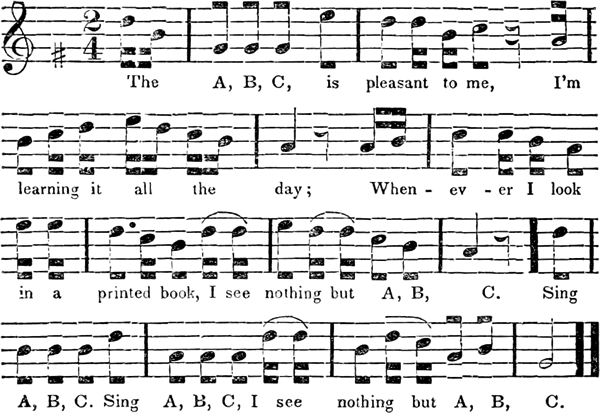 2
4
The A, B, C, is pleasant to me, I'm
learning it all the day; When - ev - er I look
in a printed book, I see nothing but A, B, C. Sing
A, B, C. Sing A, B, C, I see nothing but A, B, C.